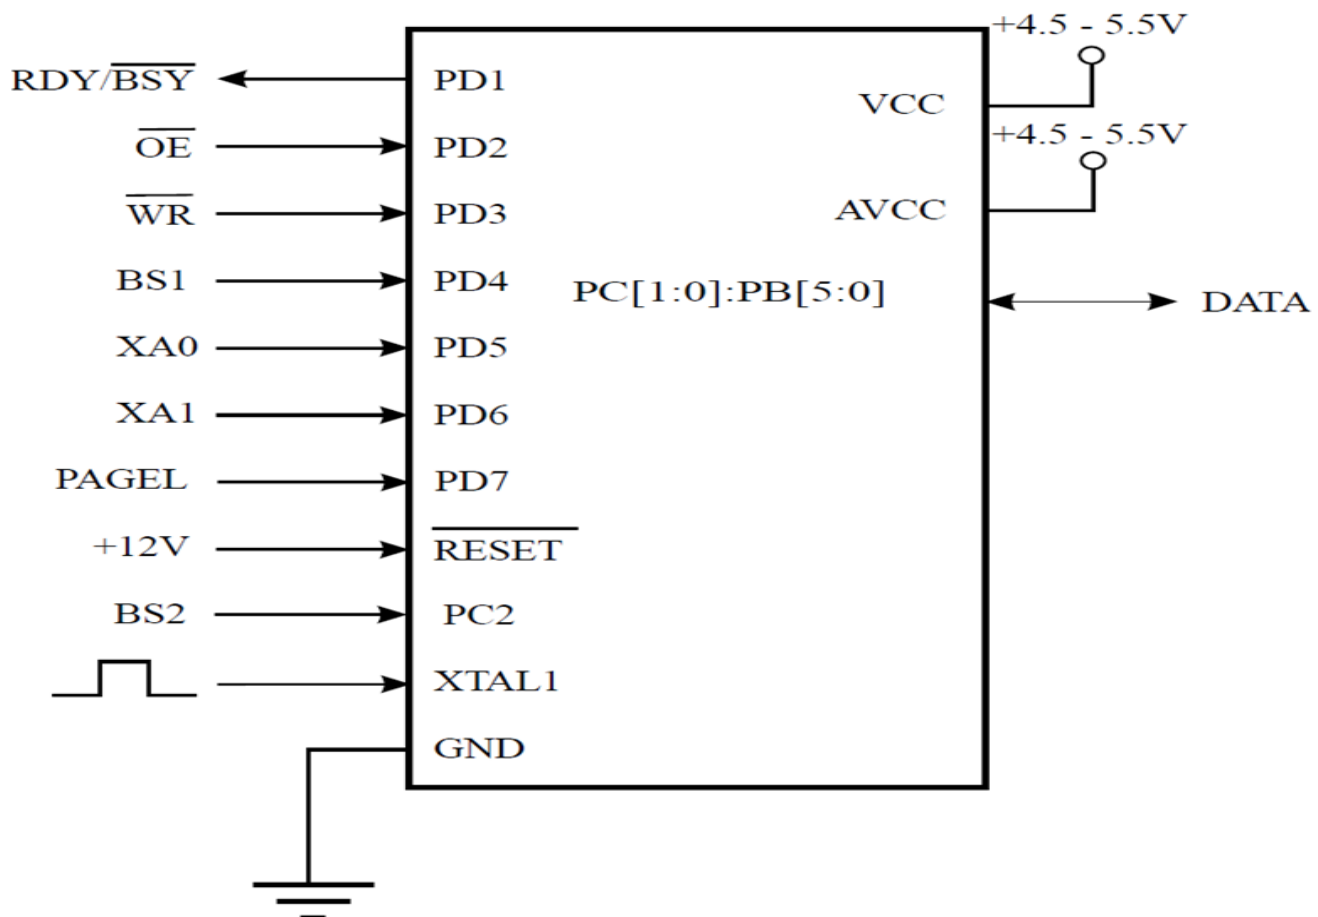 +4.5 - 5.5V
RDY/BSY PD1
VCC
+4.5 - 5.5V
OE PD2
WR PD3
AVCC
BS1 PD4 PC[1:0]:PB[5:0] DATA
XA0 PD5
XA1 PD6
PAGEL PD7
+12V RESET
BS2 PC2
XTAL1
GND